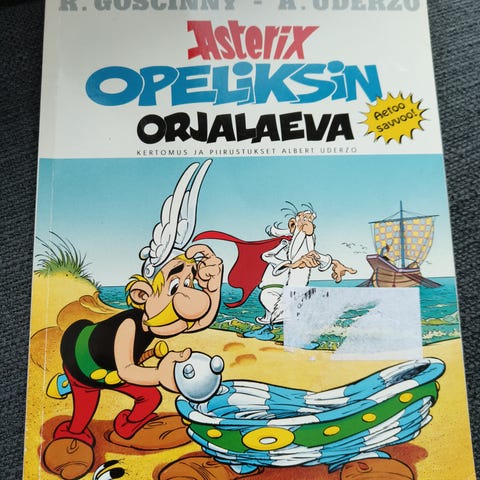 R. GOSCINNY - A. UDERZO
Asterix
OPELIKSIN
ORJALAEVA
Aetoo
savvoo!
KERTOMUS JA PIIRUSTUKSET ALBERT UDERZO